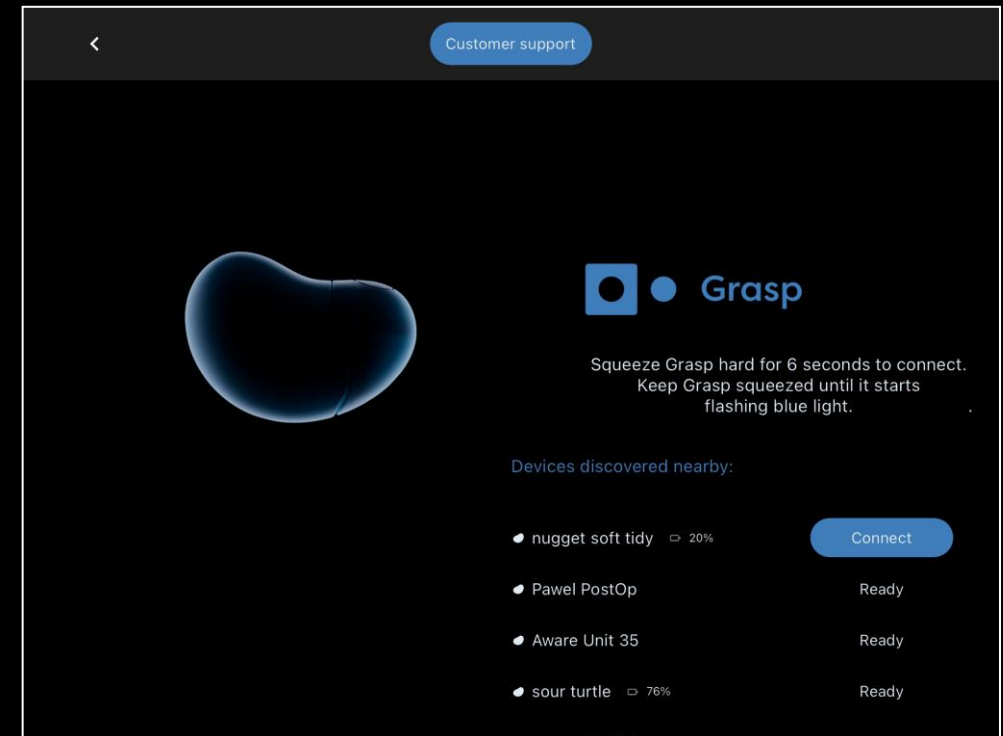 Customer support
Grasp
Squeeze Grasp hard for 6 seconds to connect.
Keep Grasp squeezed until it starts
flashing blue light. .
Devices discovered nearby:
nugget soft tidy 20% Connect
Pawel PostOp Ready
Aware Unit 35 Ready
sour turtle 76% Ready